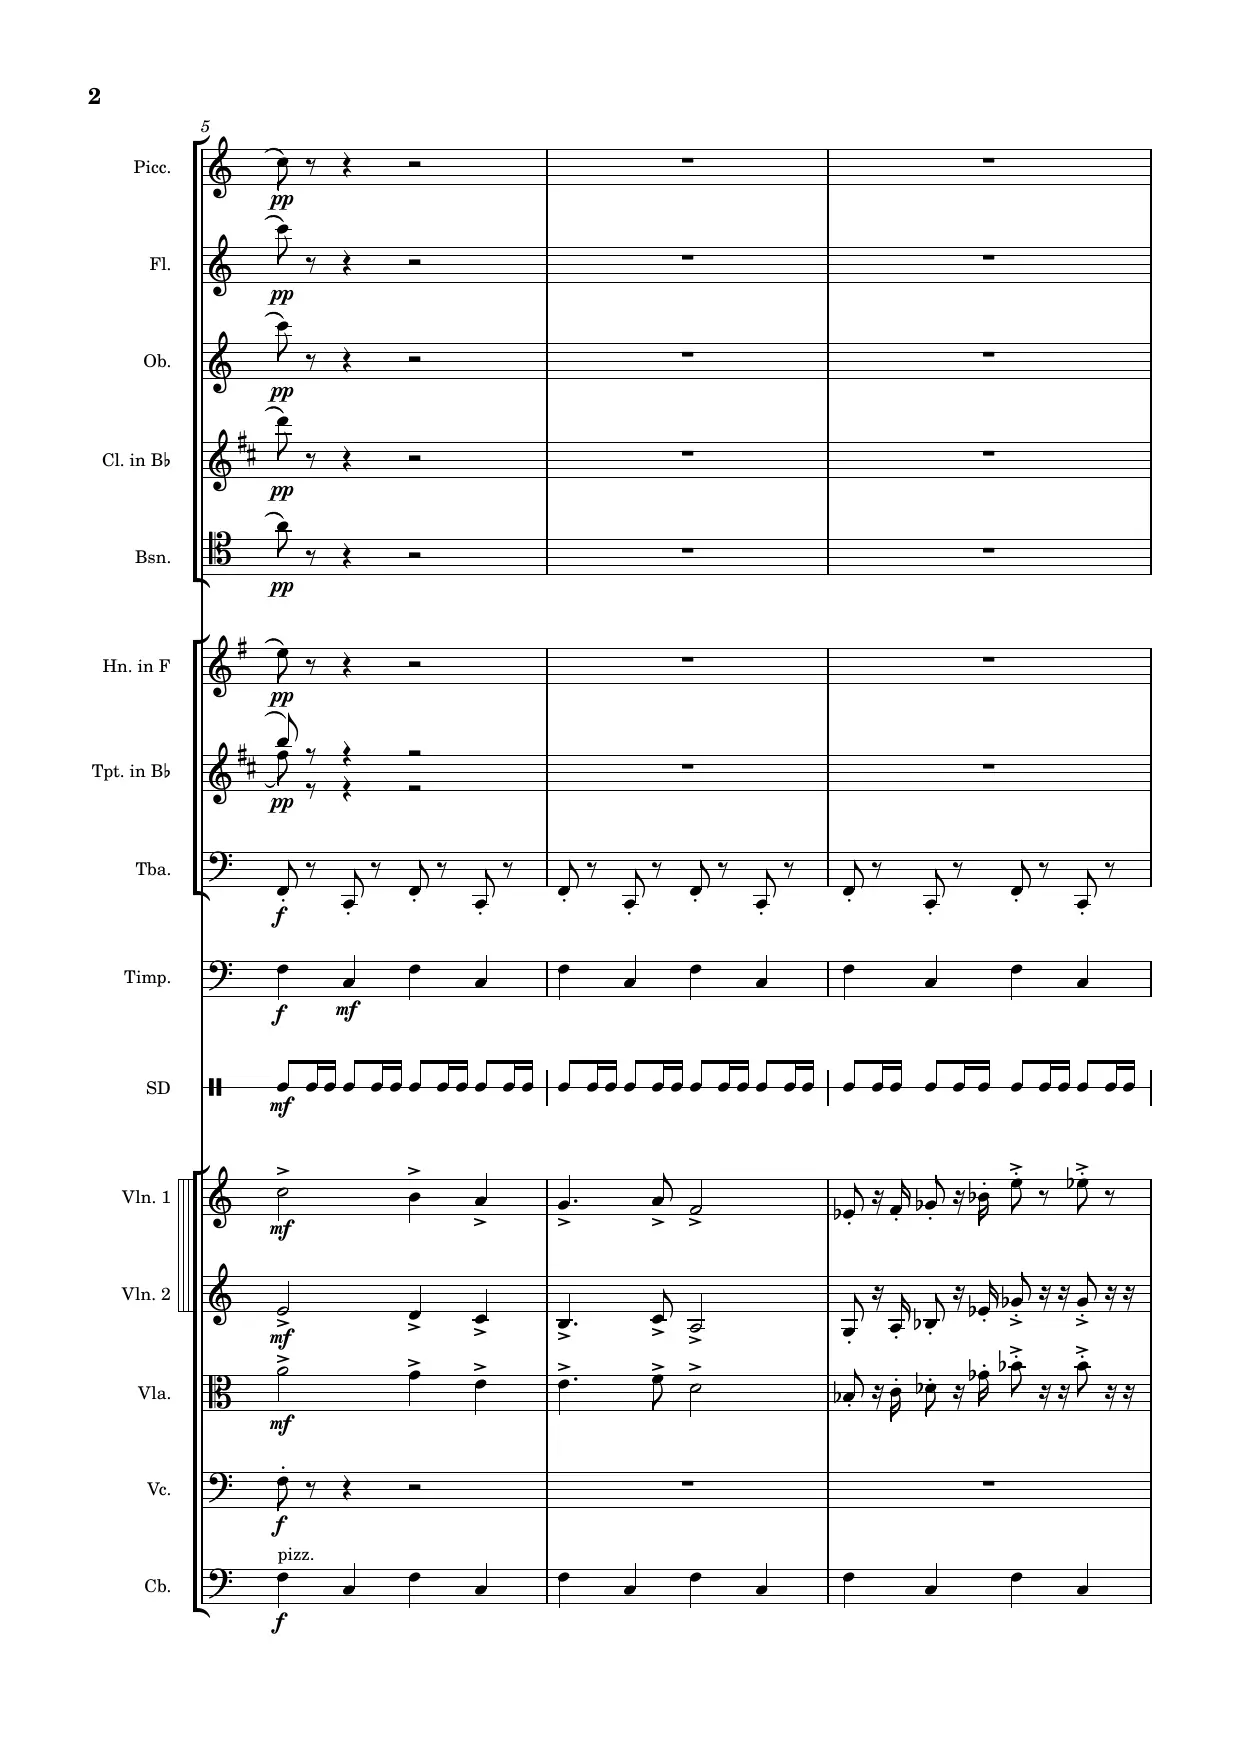 2
5
Picc.
pp
Fl.
pp
Ob.
pp
Cl. in B♭
pp
Bsn.
pp
Hn. in F
pp
Tpt. in B♭
pp
Tba.
f
Timp.
f mf
SD
mf
Vln. 1
mf
Vln. 2
mf
Vla.
mf
Vc.
f
pizz.
Cb.
f